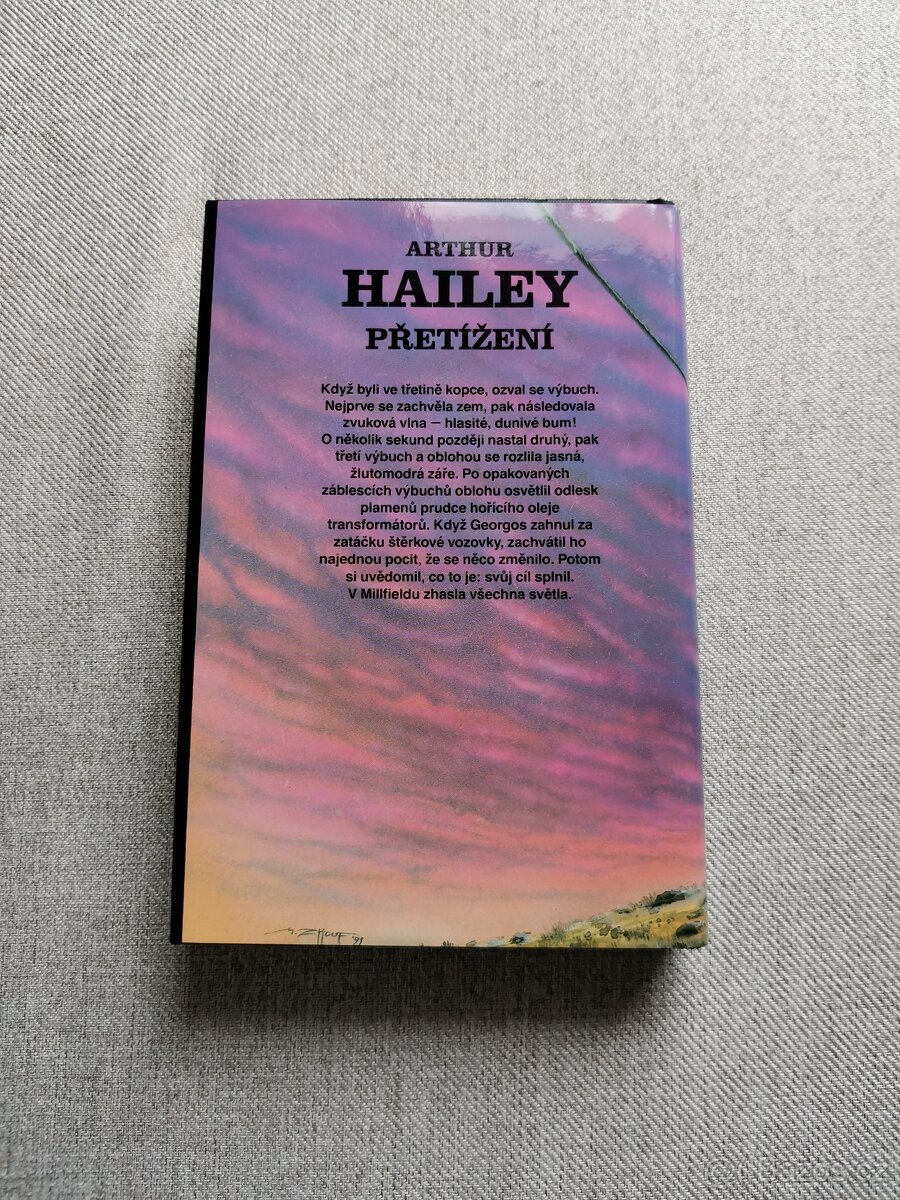 ARTHUR
HAILEY
PŘETÍŽENÍ
Když byli ve třetině kopce, ozval se výbuch.
Nejprve se zachvěla zem, pak následovala
zvuková vlna — hlasité, dunivé bum!
O několik sekund později nastal druhý, pak
třetí výbuch a oblohou se rozlila jasná,
žlutomodrá záře. Po opakovaných
záblescích výbuchů oblohu osvětlil odlesk
plamenů prudce hořícího oleje
transformátorů. Když Georgos zahnul za
zatáčku štěrkové vozovky, zachvátil ho
najednou pocit, že se něco změnilo. Potom
si uvědomil, co to je: svůj cíl splnil.
V Millfieldu zhasla všechna světla.